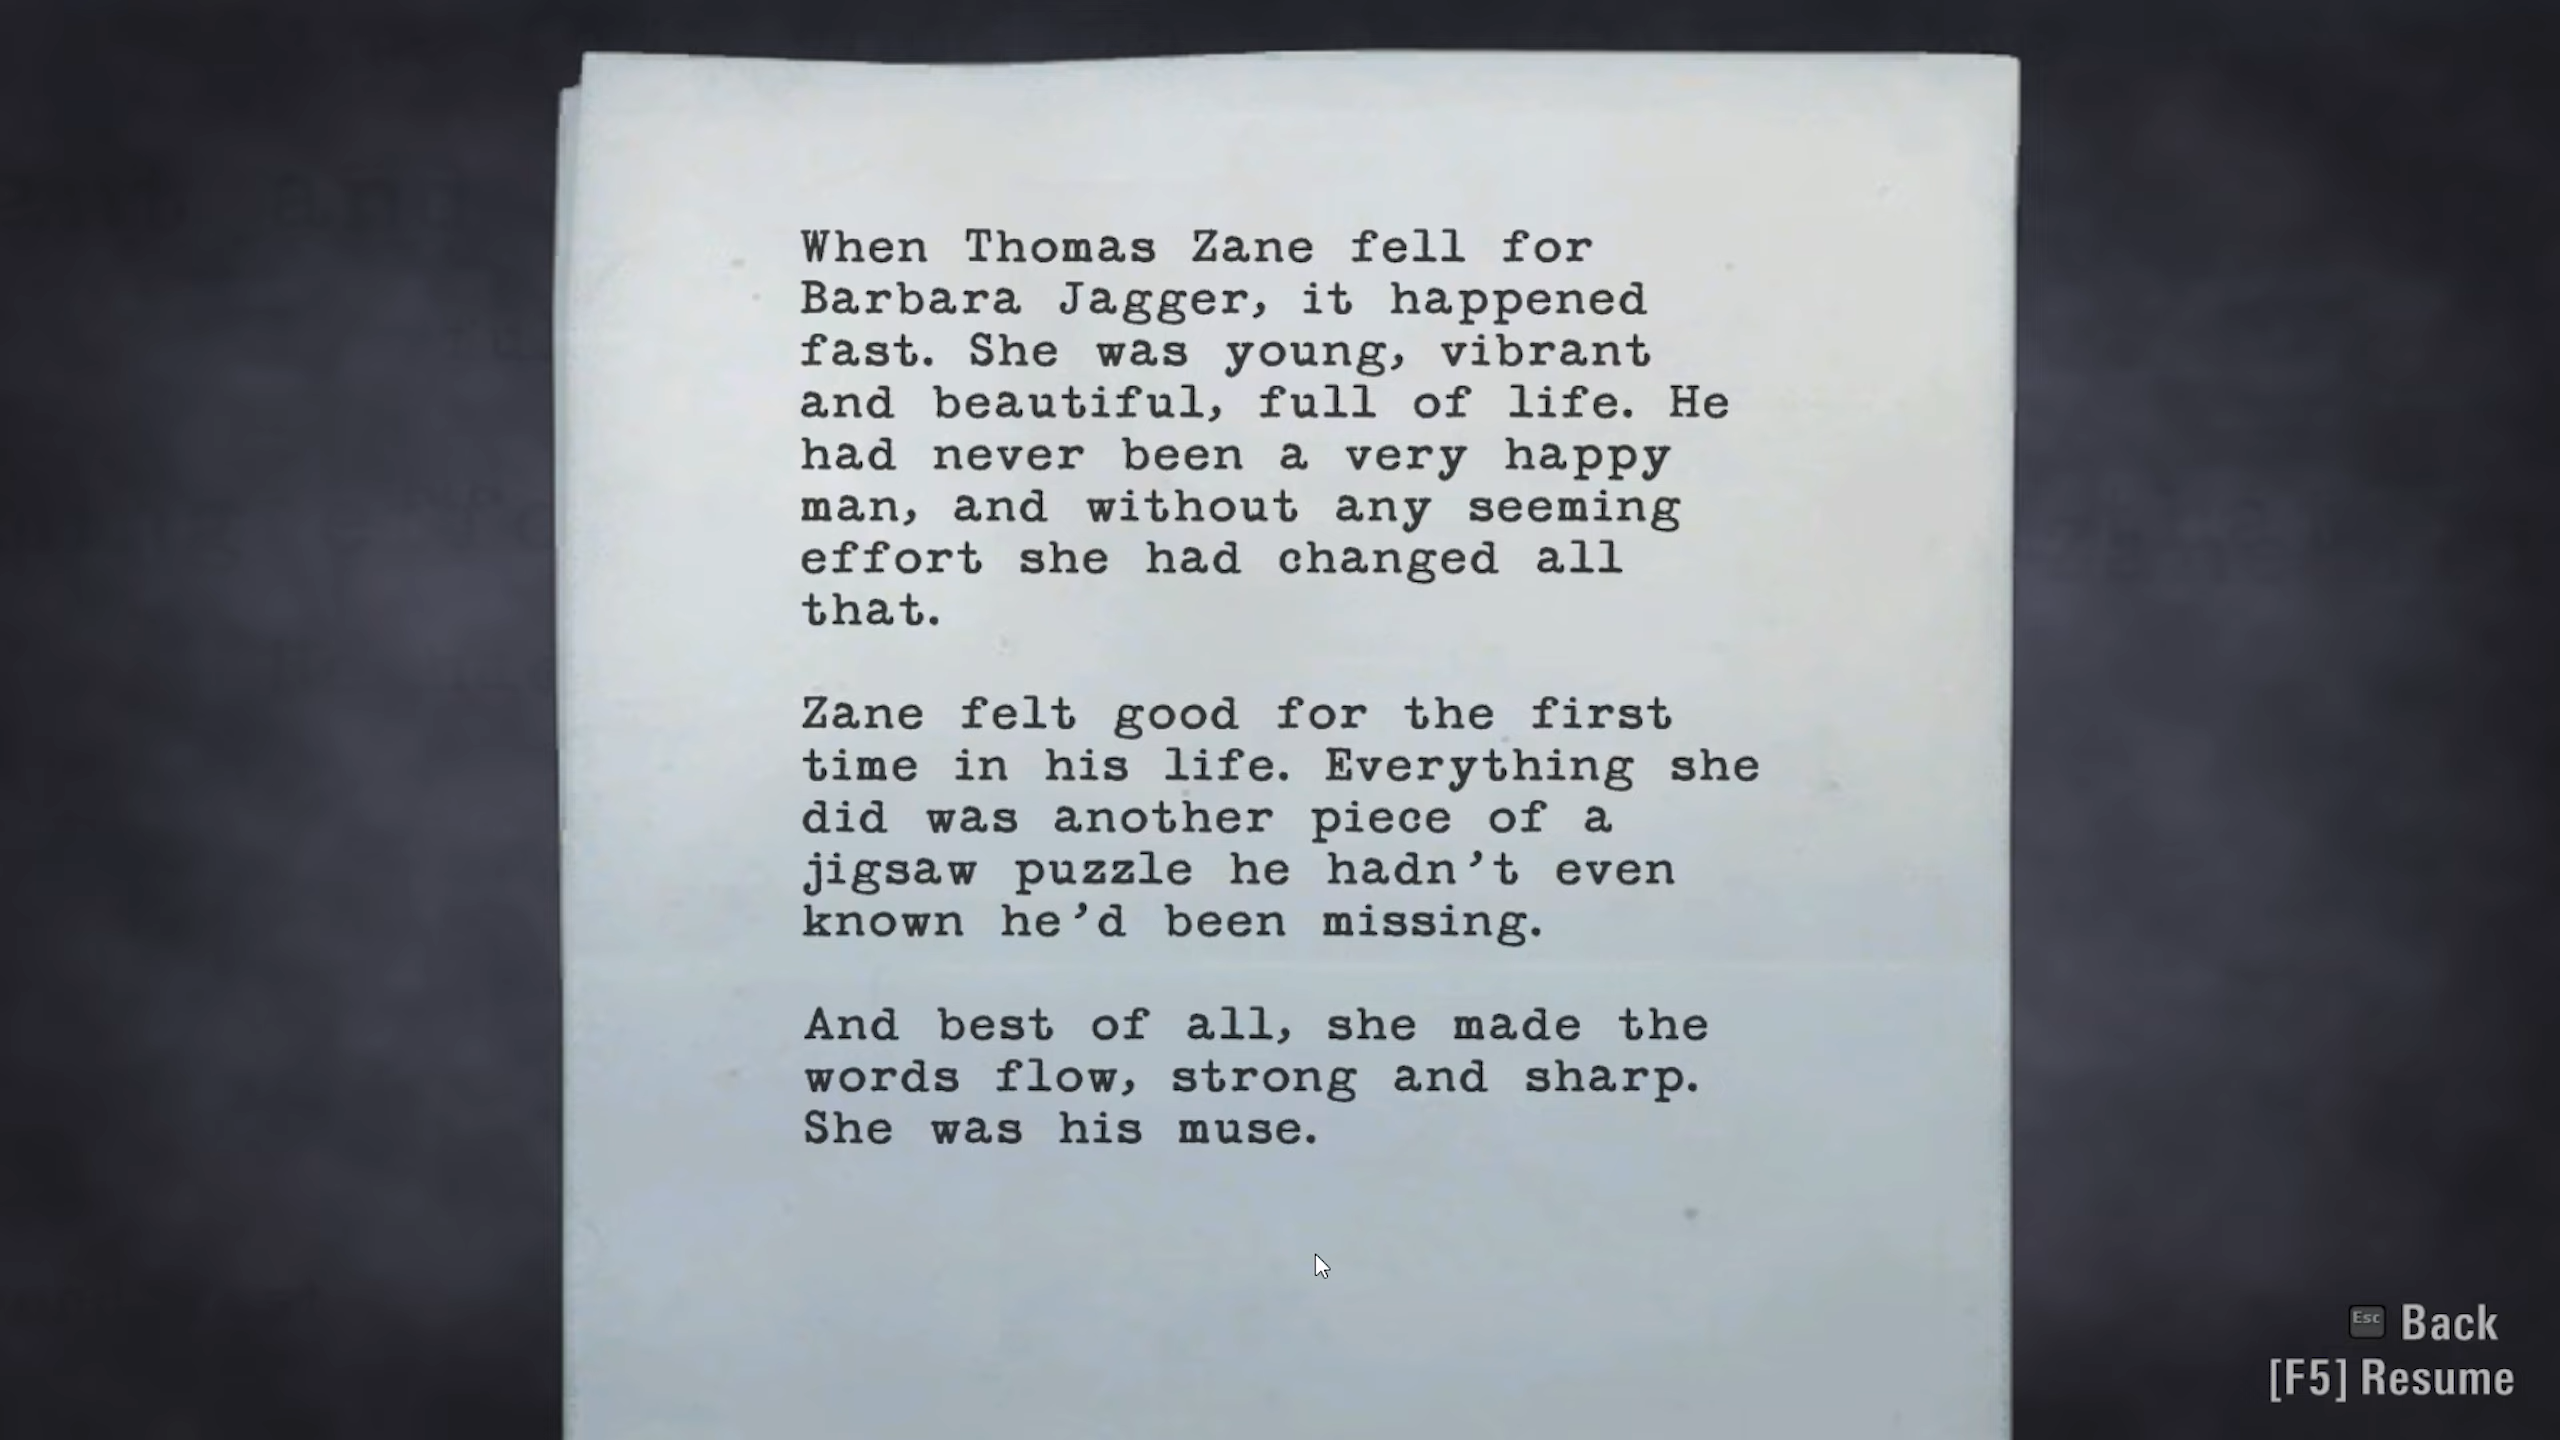 When Thomas Zane fell for
Barbara Jagger, it happened
fast. She was young, vibrant
and beautiful, full of life. He
had never been a very happy
man, and without any seeming
effort she had changed all
that.
Zane felt good for the first
time in his life. Everything she
did was another piece of a
jigsaw puzzle he hadn’t even
known he’d been missing.
And best of all, she made the
words flow, strong and sharp.
She was his muse.
Esc Back
[F5] Resume